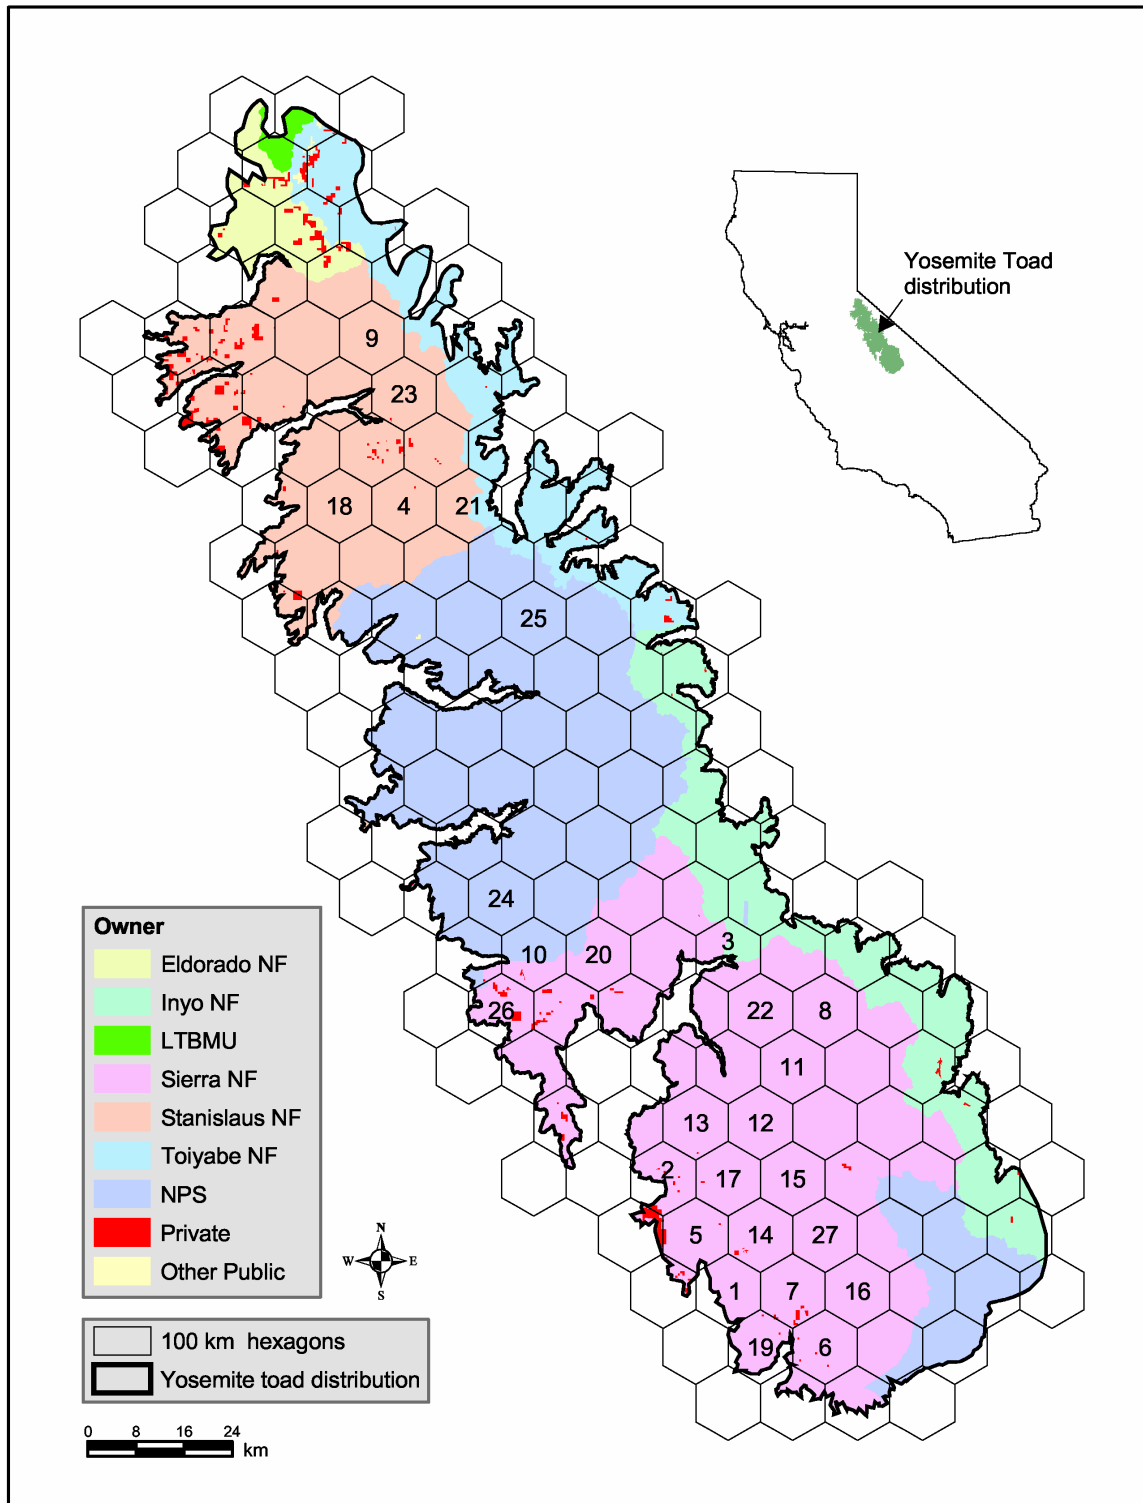 Yosemite Toad
distribution
9
23
18 4 21
25
24
10 20 3
26 22 8
11
13 12
2 17 15
5 14 27
1 7 16
19 6
Owner
Eldorado NF
Inyo NF
LTBMU
Sierra NF
Stanislaus NF
Toiyabe NF
NPS
Private
Other Public
N
W E
S
100 km hexagons
Yosemite toad distribution
0 8 16 24
km